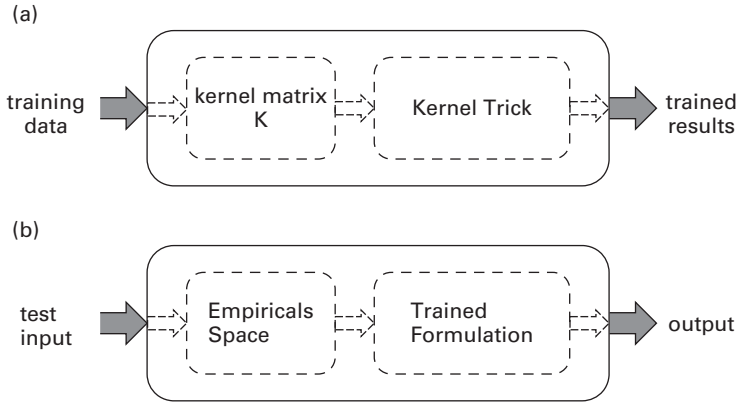 (a)
training
data
kernel matrix
K
Kernel Trick
trained
results
(b)
test
input
Empiricals
Space
Trained
Formulation
output